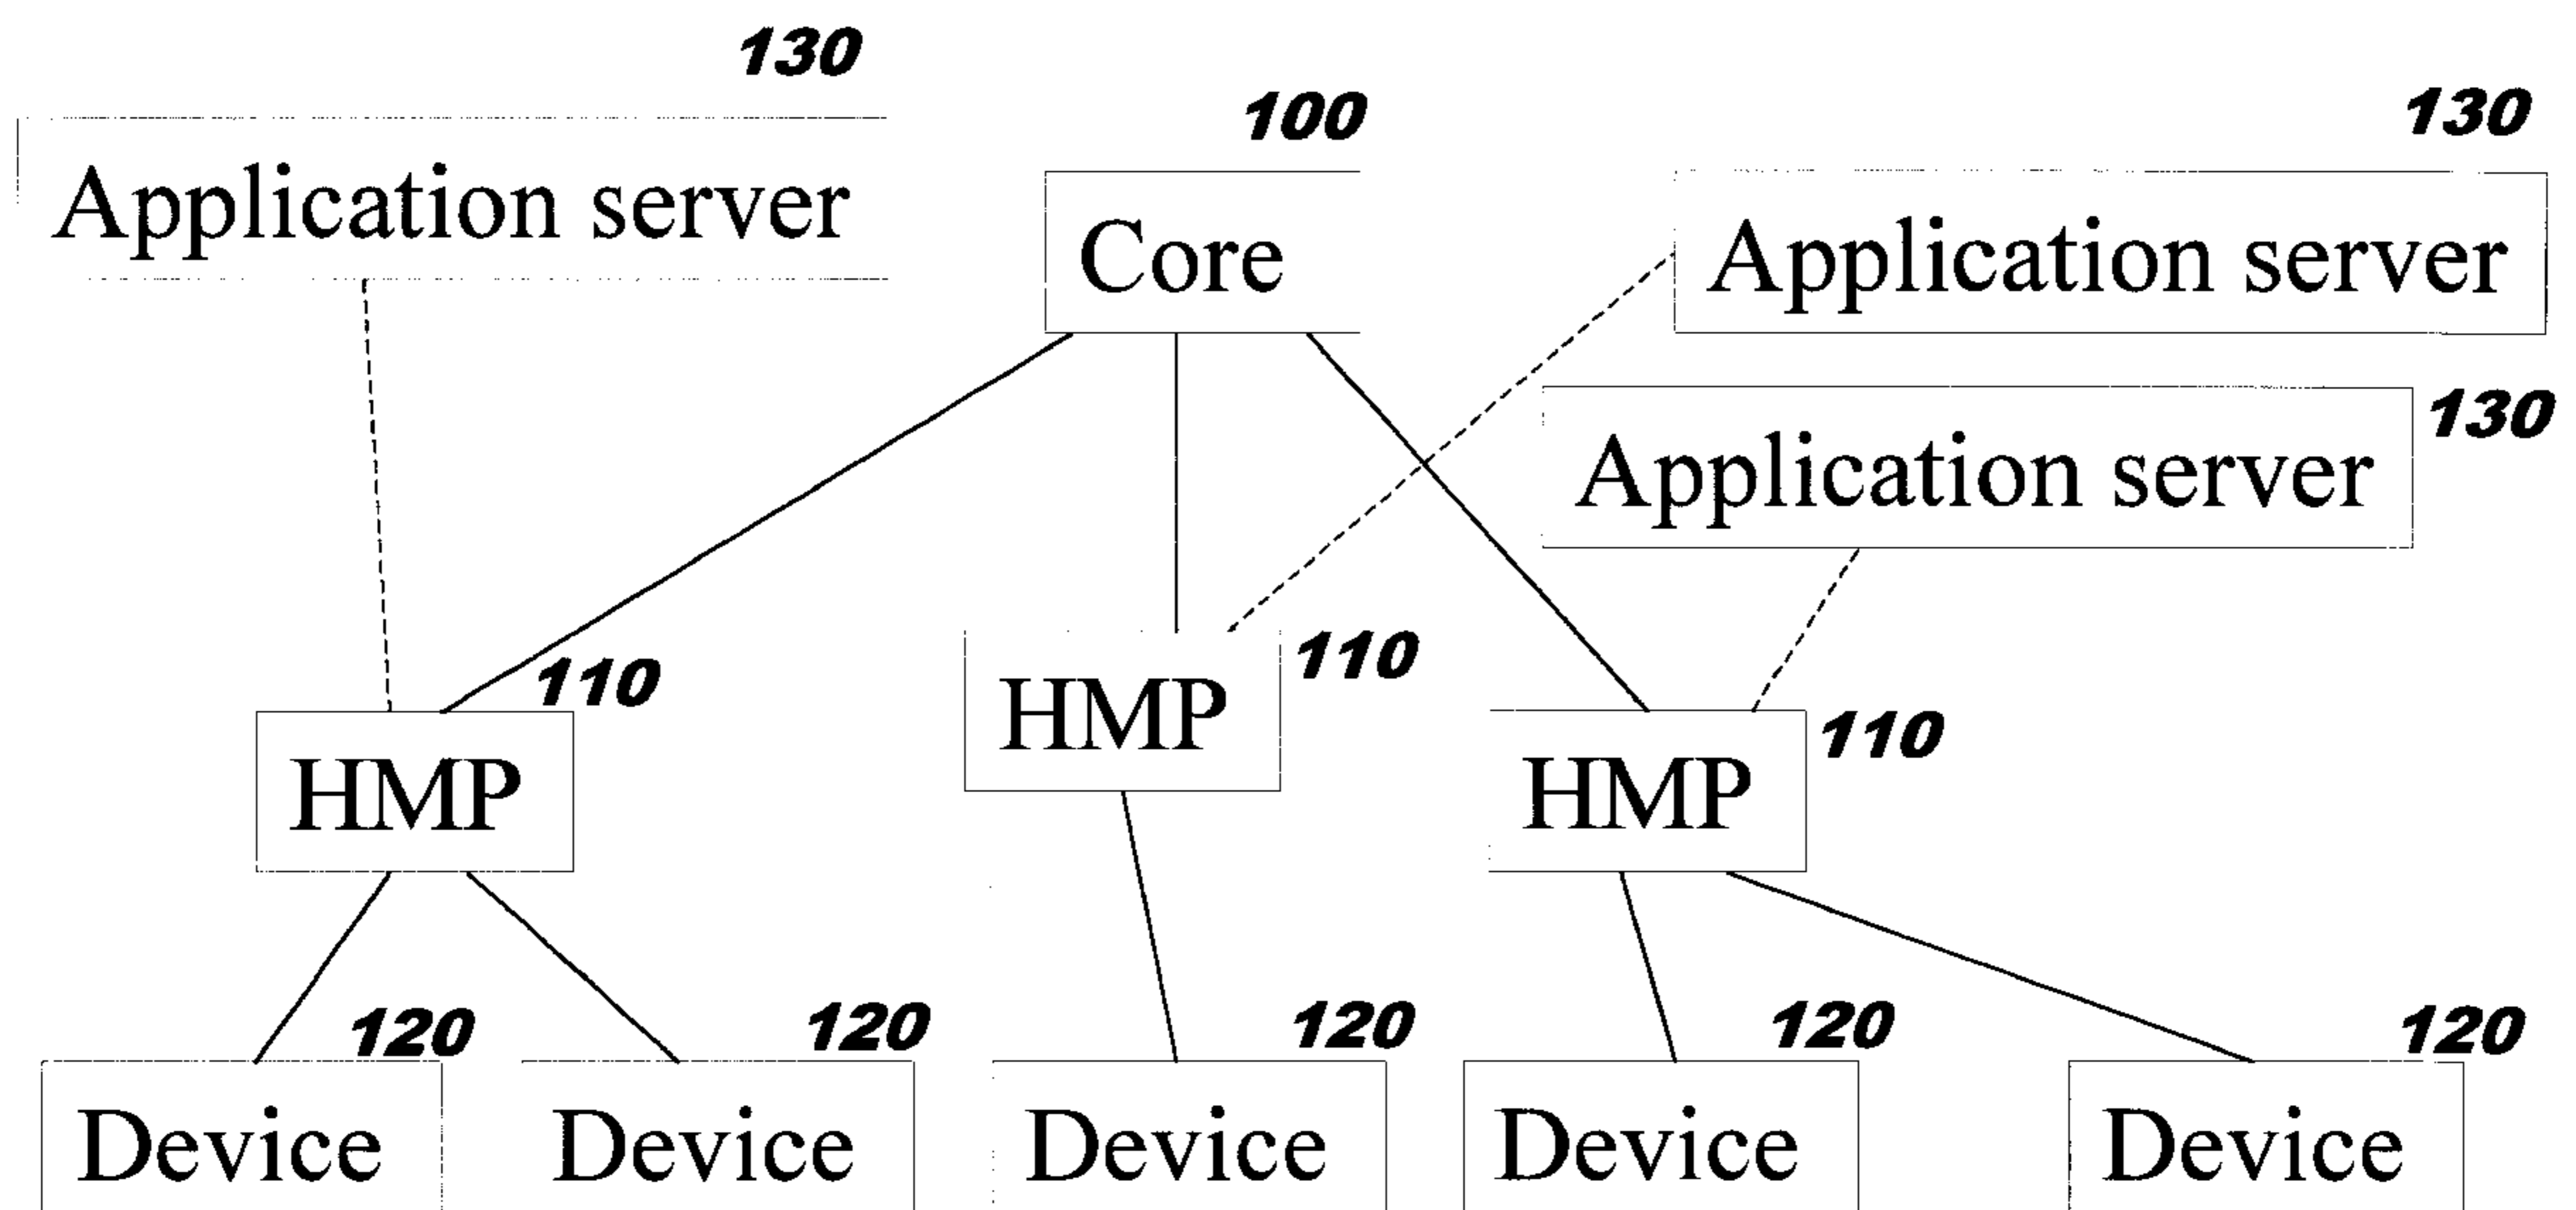 130
100
130
Application server
Core
Application server
130
Application server
110
110
110
HMP
HMP
HMP
120
120
120
120
120
Device
Device
Device
Device
Device